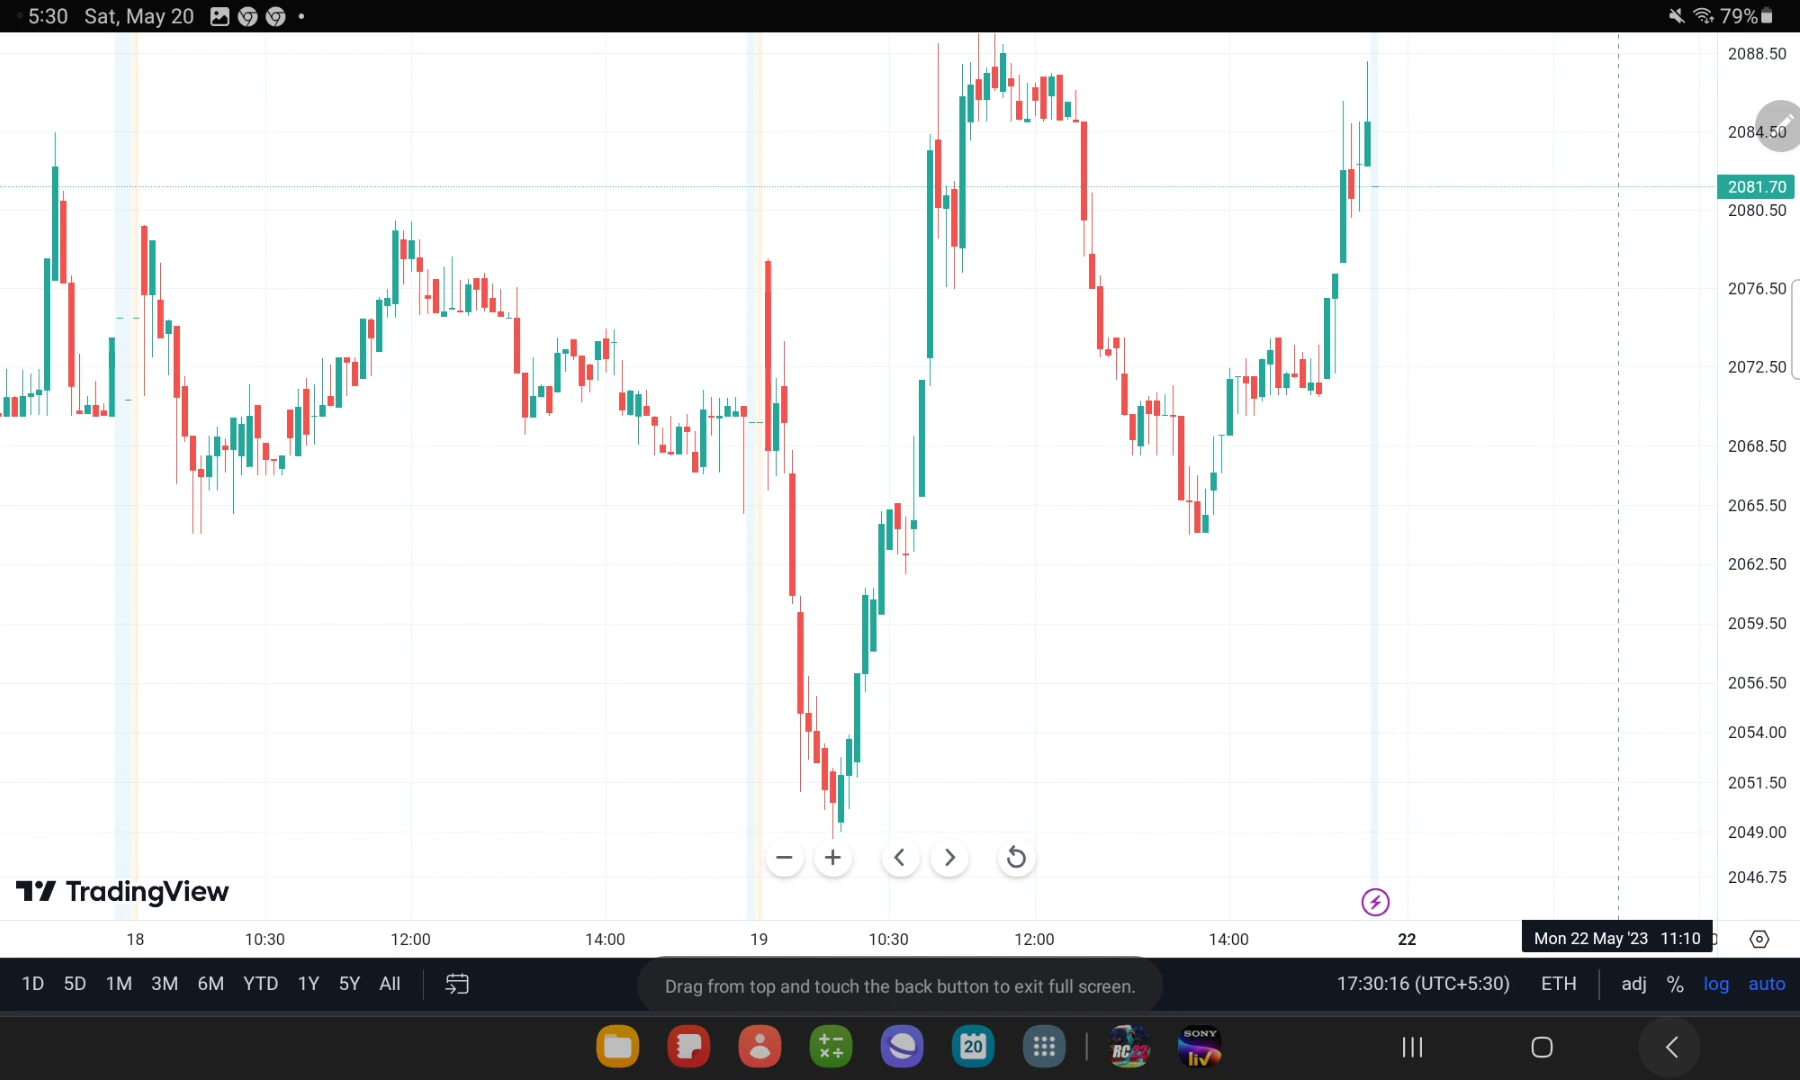 5:30 Sat, May 20
79%
2088.50
2084.50
2081.70
2080.50
2076.50
2072.50
2068.50
2065.50
2062.50
2059.50
2056.50
2054.00
2051.50
2049.00
2046.75
TradingView
18 10:30 12:00 14:00 19 10:30 12:00 14:00 22 Mon 22 May '23 11:10
1D 5D 1M 3M 6M YTD 1Y 5Y All
Drag from top and touch the back button to exit full screen.
17:30:16 (UTC+5:30) ETH adj % log auto
20
RC22
SONY
liv